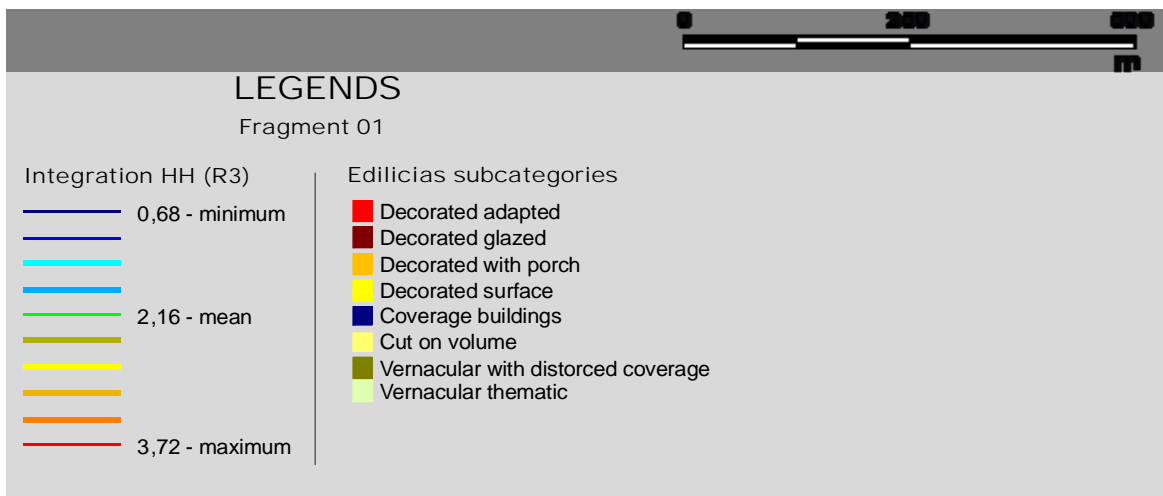 0 250 500
m
LEGENDS
Fragment 01
Integration HH (R3)
0,68 - minimum
2,16 - mean
3,72 - maximum
Edilicias subcategories
Decorated adapted
Decorated glazed
Decorated with porch
Decorated surface
Coverage buildings
Cut on volume
Vernacular with distorced coverage
Vernacular thematic